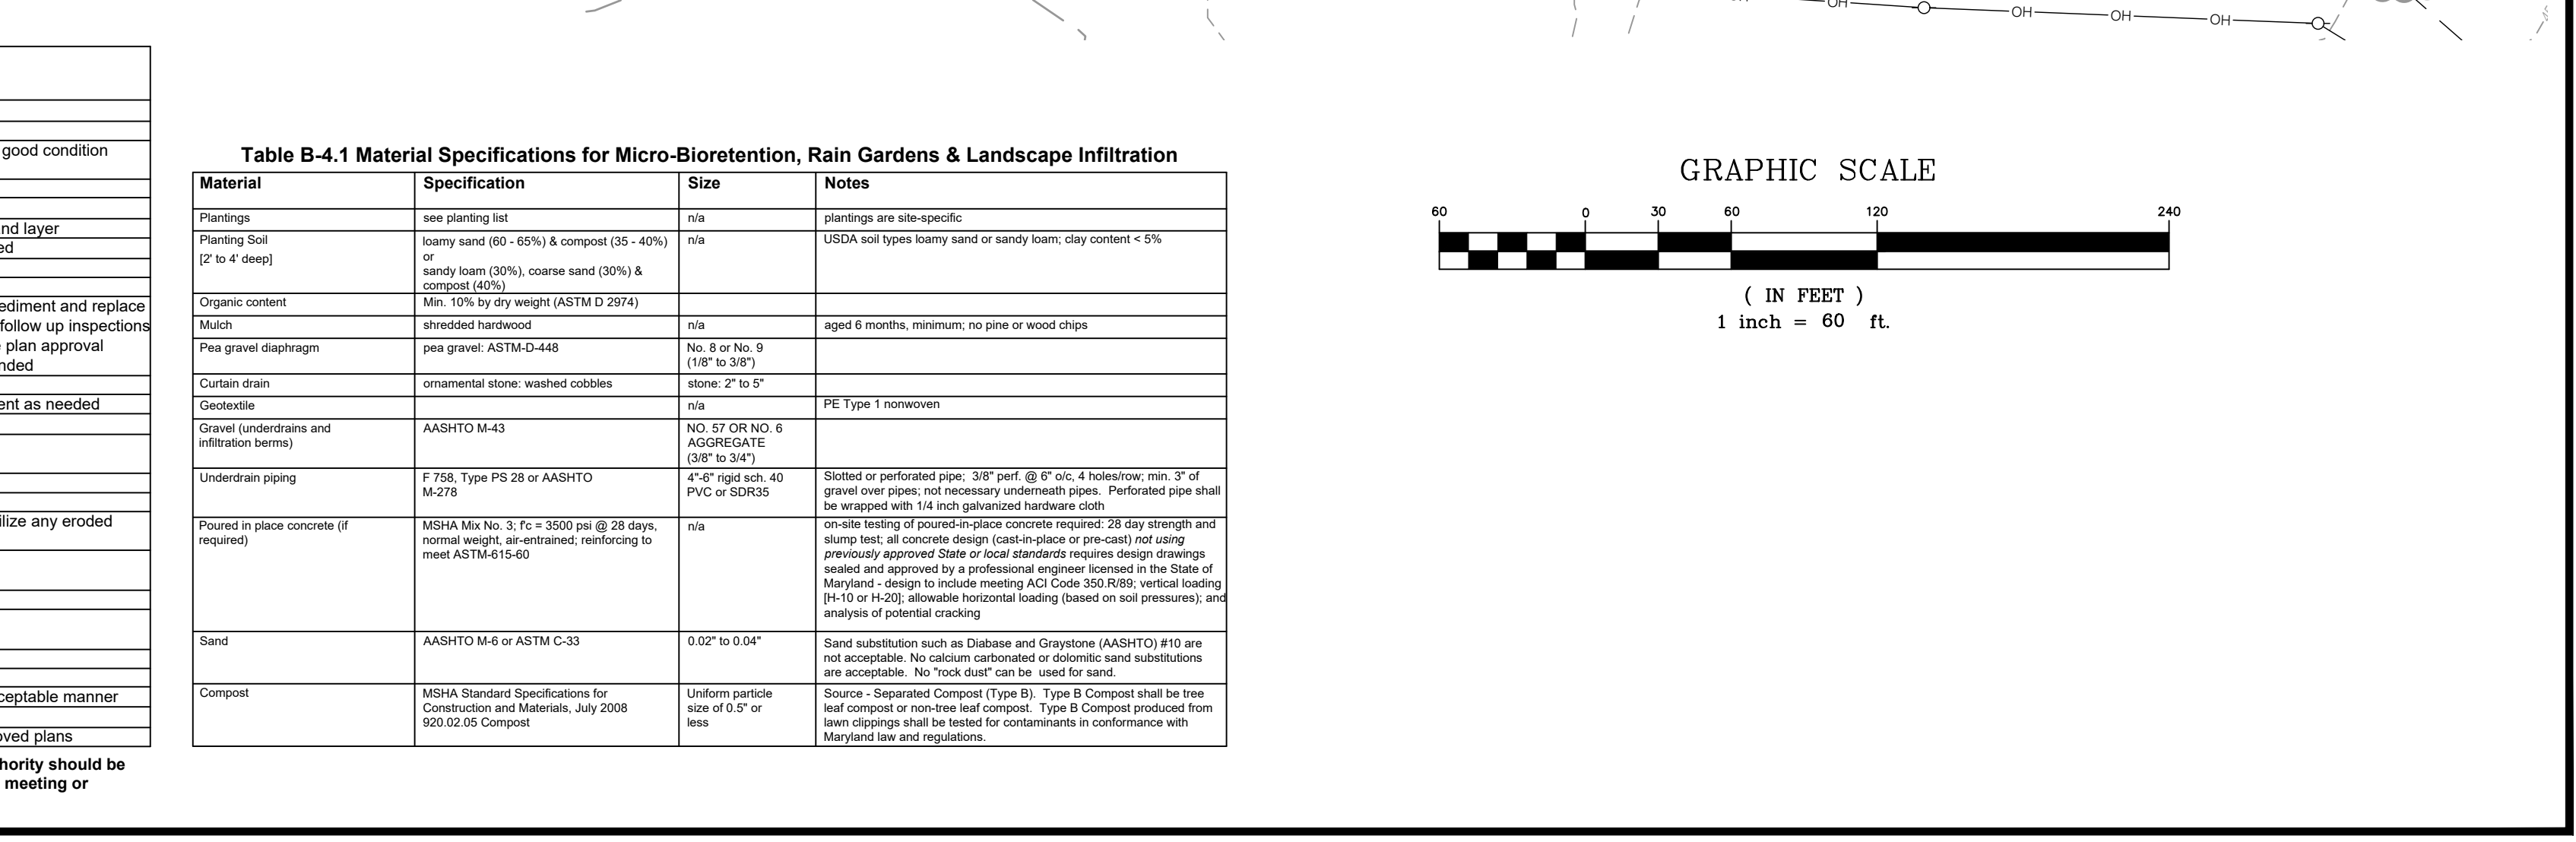 OH OH OH OH
good condition
nd layer
ed
ediment and replace
follow up inspections
plan approval
nded
ent as needed
ilize any eroded
ceptable manner
oved plans
hority should be
meeting or
Table B-4.1 Material Specifications for Micro-Bioretention, Rain Gardens & Landscape Infiltration
Material Specification Size Notes
Plantings see planting list n/a plantings are site-specific
Planting Soil
[2' to 4' deep]
loamy sand (60 - 65%) & compost (35 - 40%)
or
sandy loam (30%), coarse sand (30%) &
compost (40%)
n/a
USDA soil types loamy sand or sandy loam; clay content < 5%
Organic content Min. 10% by dry weight (ASTM D 2974)
Mulch shredded hardwood n/a aged 6 months, minimum; no pine or wood chips
Pea gravel diaphragm pea gravel: ASTM-D-448
No. 8 or No. 9
(1/8" to 3/8")
Curtain drain ornamental stone: washed cobbles stone: 2" to 5"
Geotextile n/a PE Type 1 nonwoven
Gravel (underdrains and
infiltration berms)
AASHTO M-43
NO. 57 OR NO. 6
AGGREGATE
(3/8" to 3/4")
Underdrain piping
F 758, Type PS 28 or AASHTO
M-278
4"-6" rigid sch. 40
PVC or SDR35
Slotted or perforated pipe; 3/8" perf. @ 6" o/c, 4 holes/row; min. 3" of
gravel over pipes; not necessary underneath pipes. Perforated pipe shall
be wrapped with 1/4 inch galvanized hardware cloth
Poured in place concrete (if
required)
MSHA Mix No. 3; f'c = 3500 psi @ 28 days,
normal weight, air-entrained; reinforcing to
meet ASTM-615-60
n/a
on-site testing of poured-in-place concrete required: 28 day strength and
slump test; all concrete design (cast-in-place or pre-cast) not using
previously approved State or local standards requires design drawings
sealed and approved by a professional engineer licensed in the State of
Maryland - design to include meeting ACI Code 350.R/89; vertical loading
[H-10 or H-20]; allowable horizontal loading (based on soil pressures); and
analysis of potential cracking
Sand AASHTO M-6 or ASTM C-33 0.02" to 0.04"
Sand substitution such as Diabase and Graystone (AASHTO) #10 are
not acceptable. No calcium carbonated or dolomitic sand substitutions
are acceptable. No "rock dust" can be used for sand.
Compost
MSHA Standard Specifications for
Construction and Materials, July 2008
920.02.05 Compost
Uniform particle
size of 0.5" or
less
Source - Separated Compost (Type B). Type B Compost shall be tree
leaf compost or non-tree leaf compost. Type B Compost produced from
lawn clippings shall be tested for contaminants in conformance with
Maryland law and regulations.
GRAPHIC SCALE
60 0 30 60 120 240
( IN FEET )
1 inch = 60 ft.